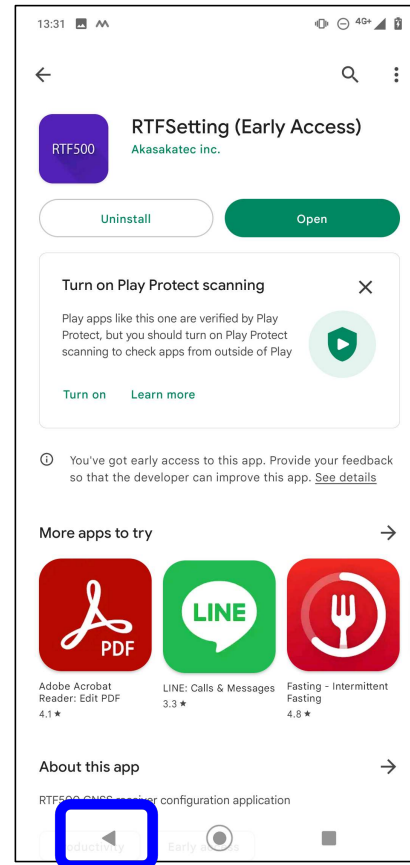 13:31
4G+
RTF500
RTFSetting (Early Access)
Akasakatec inc.
Uninstall
Open
Turn on Play Protect scanning
Play apps like this one are verified by Play
Protect, but you should turn on Play Protect
scanning to check apps from outside of Play
Turn on Learn more
You've got early access to this app. Provide your feedback
so that the developer can improve this app. See details
More apps to try
PDF
LINE
Adobe Acrobat
Reader: Edit PDF
4.1 ★
LINE: Calls & Messages
3.3 ★
Fasting - Intermittent
Fasting
4.8 ★
About this app
RTF500 GNSS receiver configuration application
Productivity
Early access